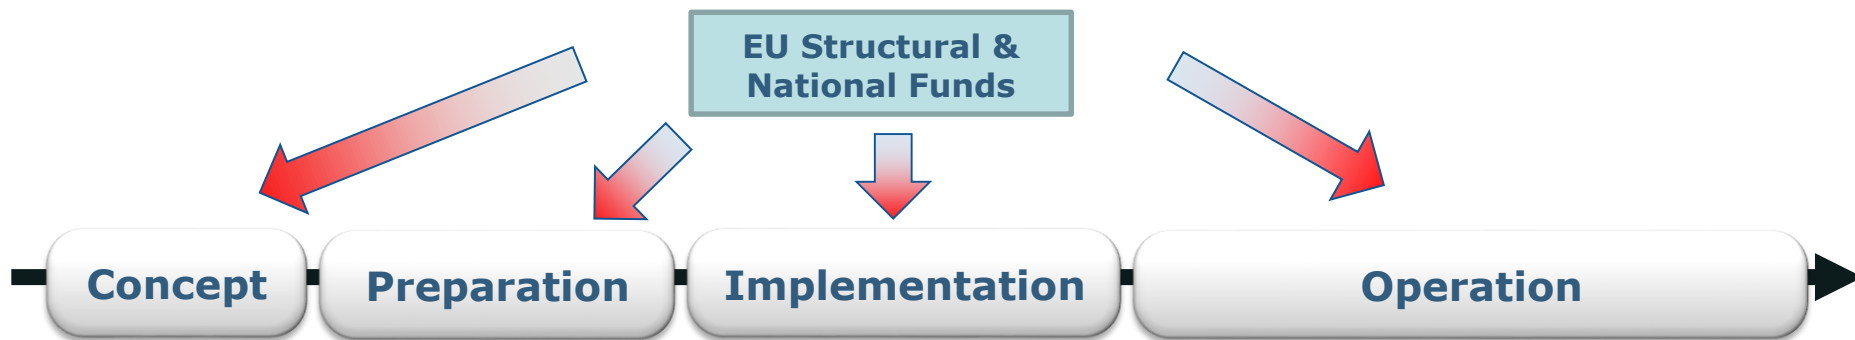 EU Structural &
National Funds
Concept
Preparation
Implementation
Operation